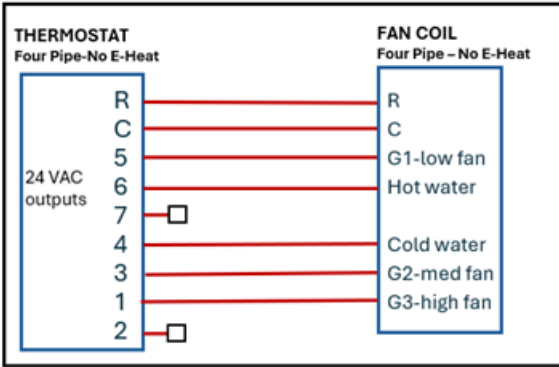 THERMOSTAT
Four Pipe-No E-Heat
FAN COIL
Four Pipe – No E-Heat
24 VAC
outputs
R
C
5
6
7
4
3
1
2
R
C
G1-low fan
Hot water
Cold water
G2-med fan
G3-high fan